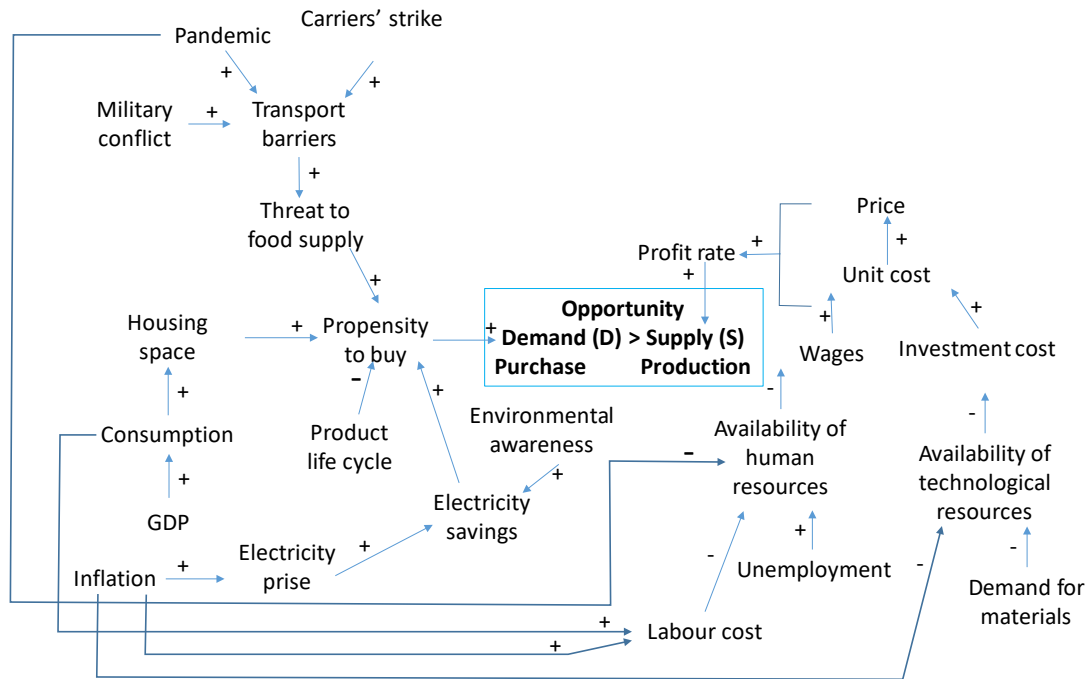 Carriers’ strike
Pandemic
+
+
Military
conflict
+
Transport
barriers
+
Threat to
food supply
+
Price
+
Profit rate
+
+
Unit cost
+
+
Opportunity
Demand (D) > Supply (S)
Purchase Production
Housing
space
+
Propensity
to buy
+
Wages
Investment cost
-
+
-
-
+
Consumption
Product
life cycle
Environmental
awareness
+
-
Availability of
human
resources
Availability of
technological
resources
+
GDP
Electricity
savings
+
Electricity
prise
+
Inflation
-
+
Unemployment
-
-
Demand for
materials
+
Labour cost
+